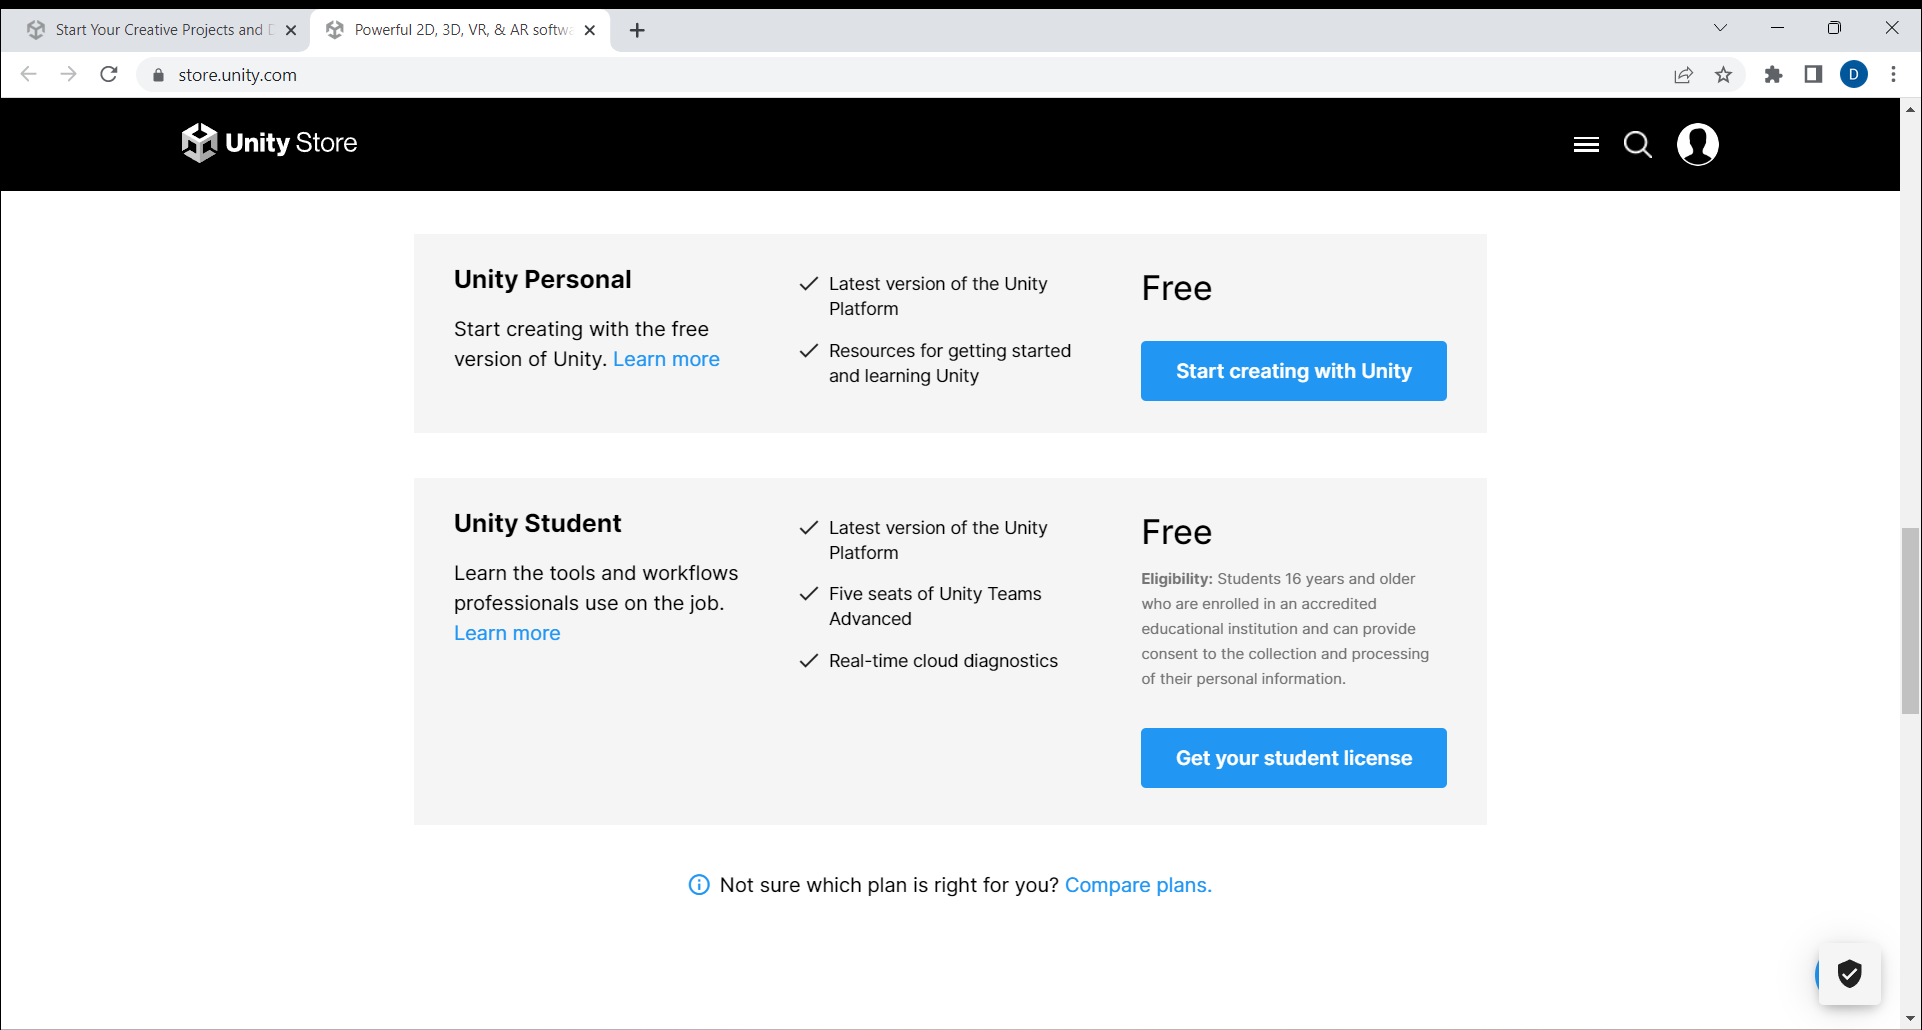 Start Your Creative Projects and D
Powerful 2D, 3D, VR, & AR softwa
store.unity.com
D
Unity Store
Unity Personal
Start creating with the free
version of Unity. Learn more
Latest version of the Unity
Platform
Resources for getting started
and learning Unity
Free
Start creating with Unity
Unity Student
Learn the tools and workflows
professionals use on the job.
Learn more
Latest version of the Unity
Platform
Five seats of Unity Teams
Advanced
Real-time cloud diagnostics
Free
Eligibility: Students 16 years and older
who are enrolled in an accredited
educational institution and can provide
consent to the collection and processing
of their personal information.
Get your student license
Not sure which plan is right for you? Compare plans.